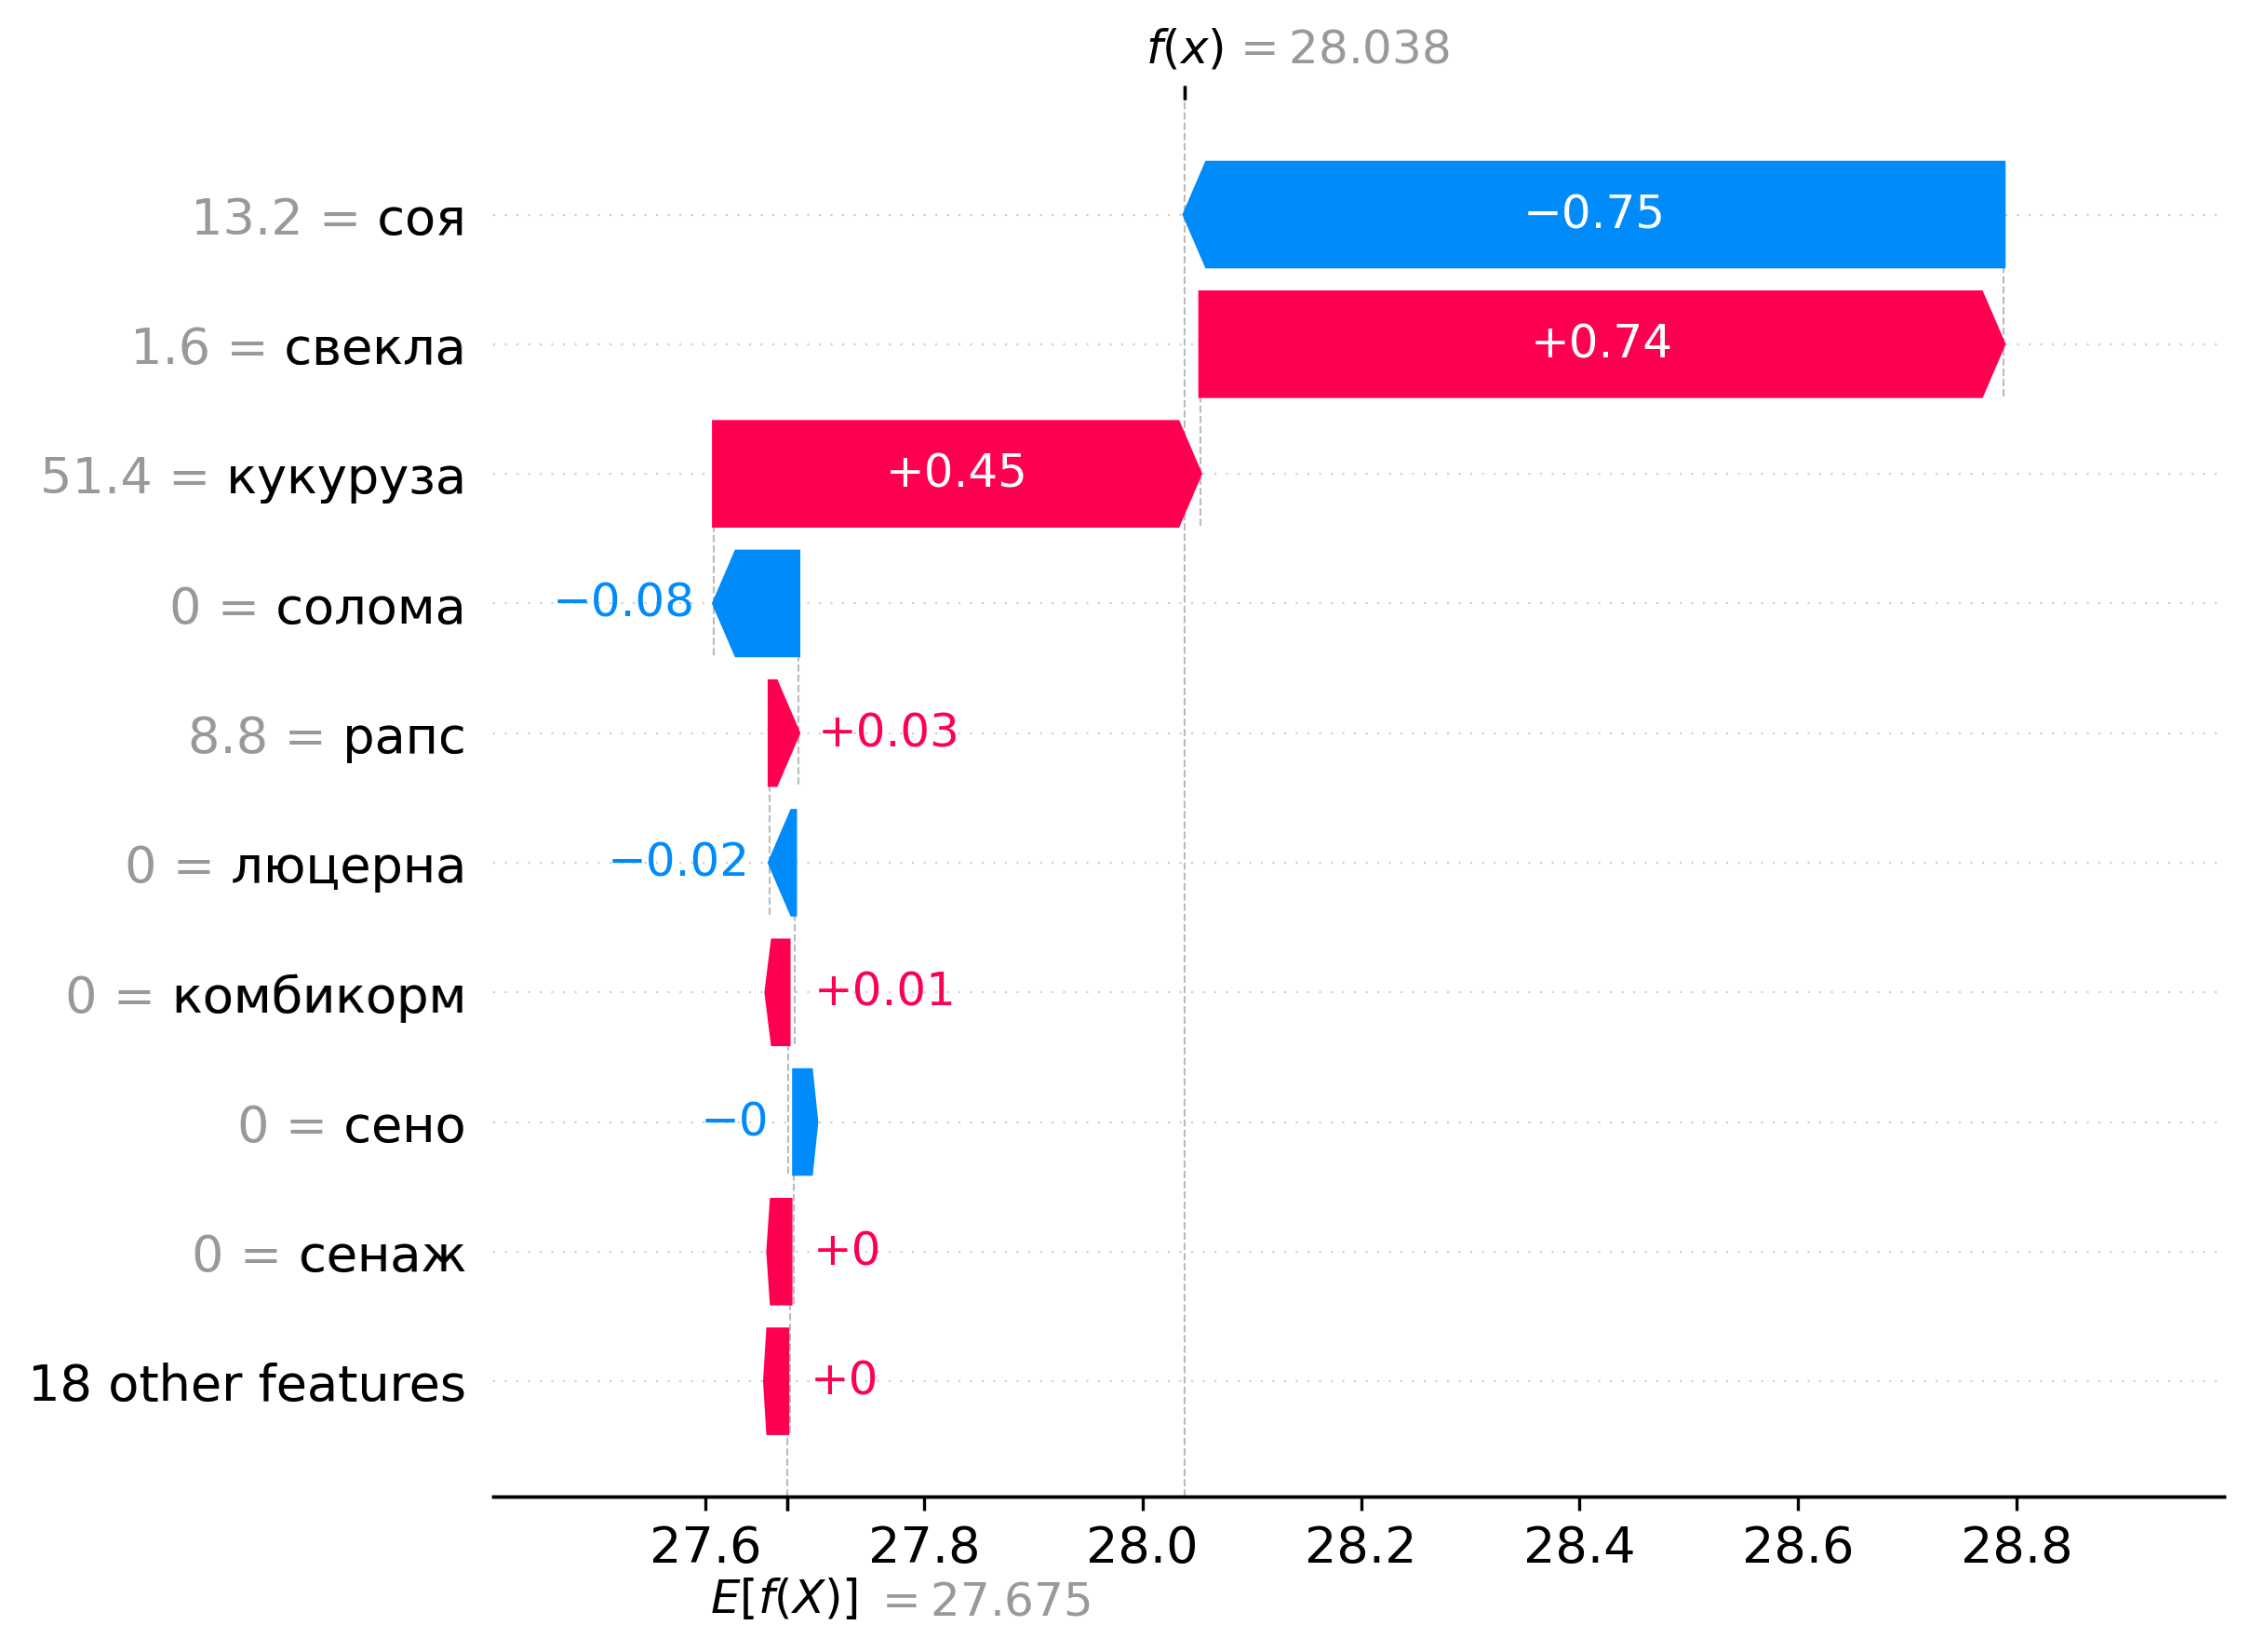 f(x) = 28.038
13.2 = соя
−0.75
1.6 = свекла
+0.74
51.4 = кукуруза
+0.45
0 = солома
−0.08
8.8 = рапс
+0.03
0 = люцерна
−0.02
0 = комбикорм
+0.01
0 = сено
−0
0 = сенаж
+0
18 other features
+0
27.6 27.8 28.0 28.2 28.4 28.6 28.8
E[f(X)] = 27.675